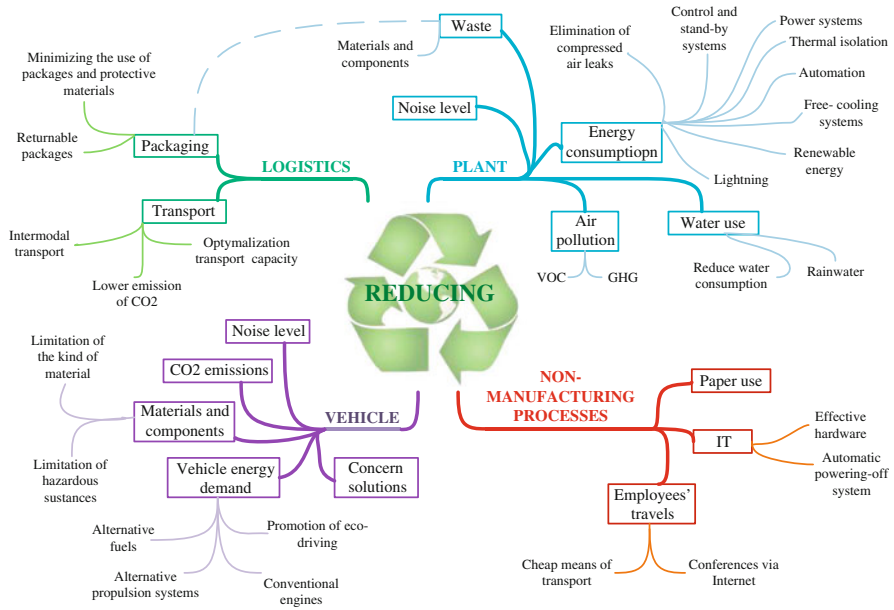 Waste
Materials and
components
Noise level
Elimination of
compressed
air leaks
Control and
stand-by
systems
Power systems
Thermal isolation
Automation
Free- cooling
systems
Renewable
energy
Lightning
Energy
consumptiopn
PLANT
Air
pollution
VOC
GHG
Water use
Reduce water
consumption
Rainwater
Minimizing the use of
packages and protective
materials
Returnable
packages
Packaging
LOGISTICS
Transport
Intermodal
transport
Optymalization
transport capacity
Lower emission
of CO2
REDUCING
Noise level
CO2 emissions
Limitation of
the kind of
material
Materials and
components
Limitation of
hazardous
sustances
VEHICLE
Vehicle energy
demand
Concern
solutions
Alternative
fuels
Promotion of eco-
driving
Alternative
propulsion systems
Conventional
engines
NON-
MANUFACTURING
PROCESSES
Paper use
IT
Effective
hardware
Automatic
powering-off
system
Employees’
travels
Cheap means of
transport
Conferences via
Internet